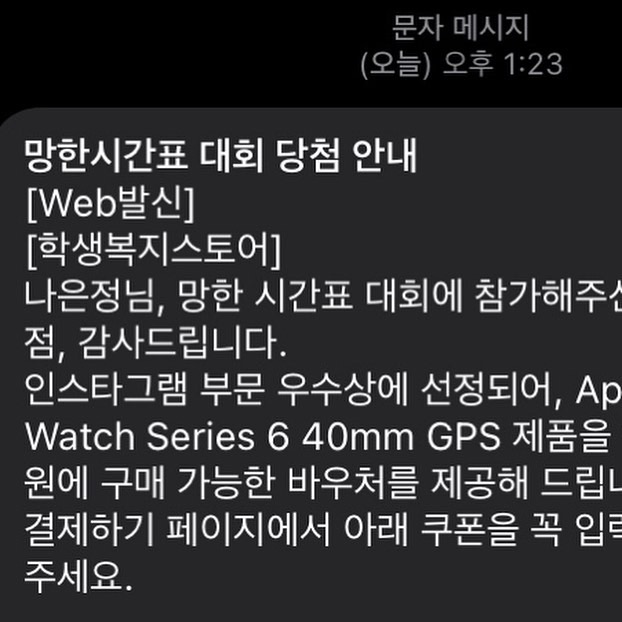 문자 메시지
(오늘) 오후 1:23
망한시간표 대회 당첨 안내
[Web발신]
[학생복지스토어]
나은정님, 망한 시간표 대회에 참가해주신
점, 감사드립니다.
인스타그램 부문 우수상에 선정되어, Ap
Watch Series 6 40mm GPS 제품을
원에 구매 가능한 바우처를 제공해 드립니
결제하기 페이지에서 아래 쿠폰을 꼭 입력
주세요.